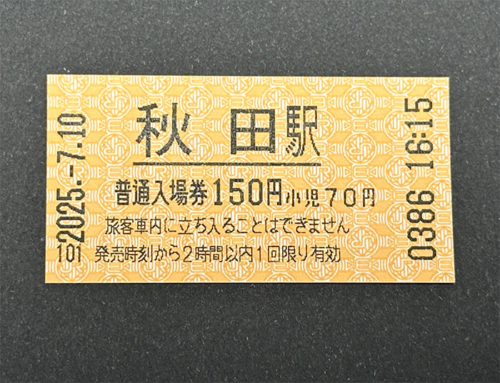 秋田駅
普通入場券150円小児70円
旅客車内に立ち入ることはできません
発売時刻から2時間以内1回限り有効
2025.-7.10
101
0386 16:15